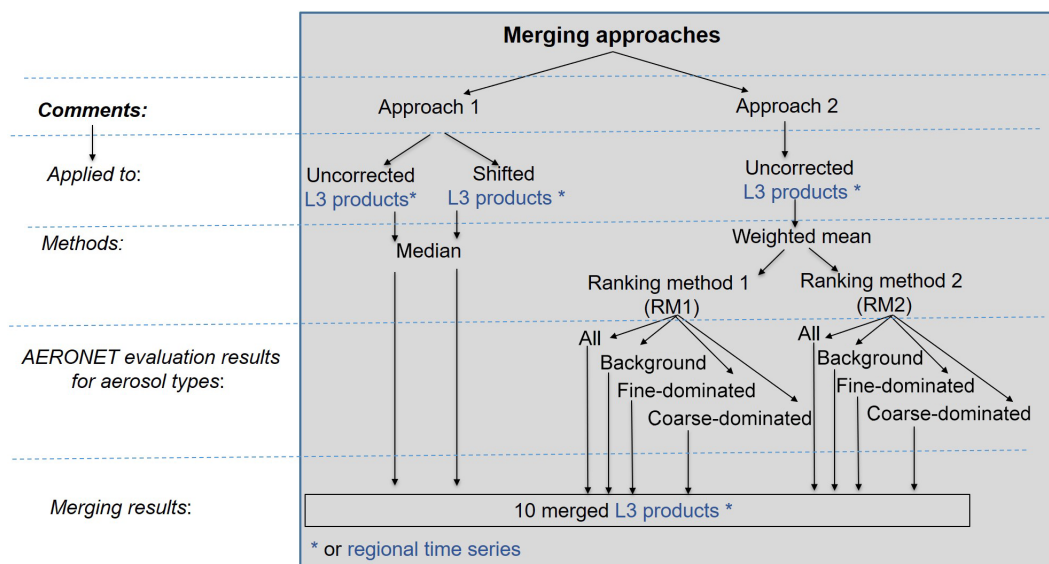 Merging approaches
Comments:
Approach 1
Approach 2
Applied to:
Uncorrected
L3 products*
Shifted
L3 products *
Uncorrected
L3 products *
Methods:
Median
Weighted mean
Ranking method 1
(RM1)
Ranking method 2
(RM2)
AERONET evaluation results
for aerosol types:
All
Background
Fine-dominated
Coarse-dominated
All
Background
Fine-dominated
Coarse-dominated
Merging results:
10 merged L3 products *
* or regional time series